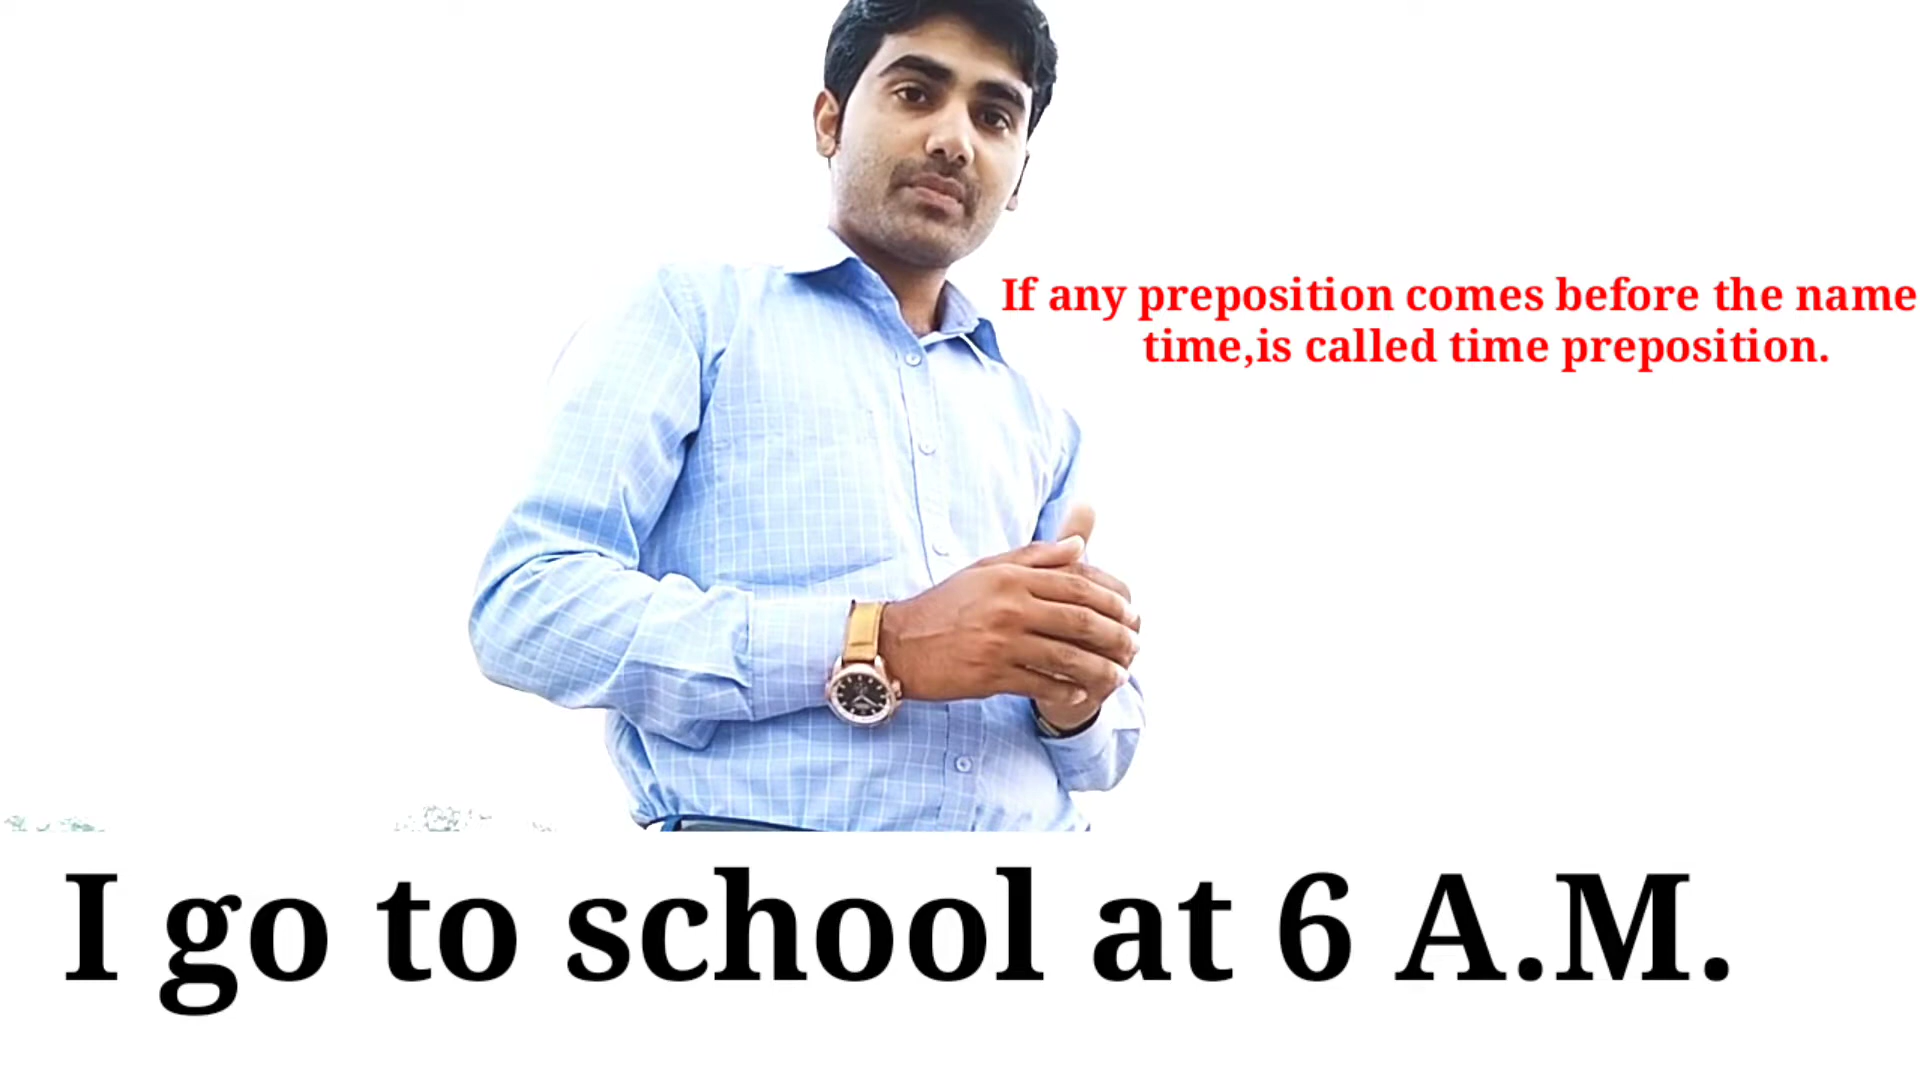 If any preposition comes before the name
time,is called time preposition.
I go to school at 6 A.M.